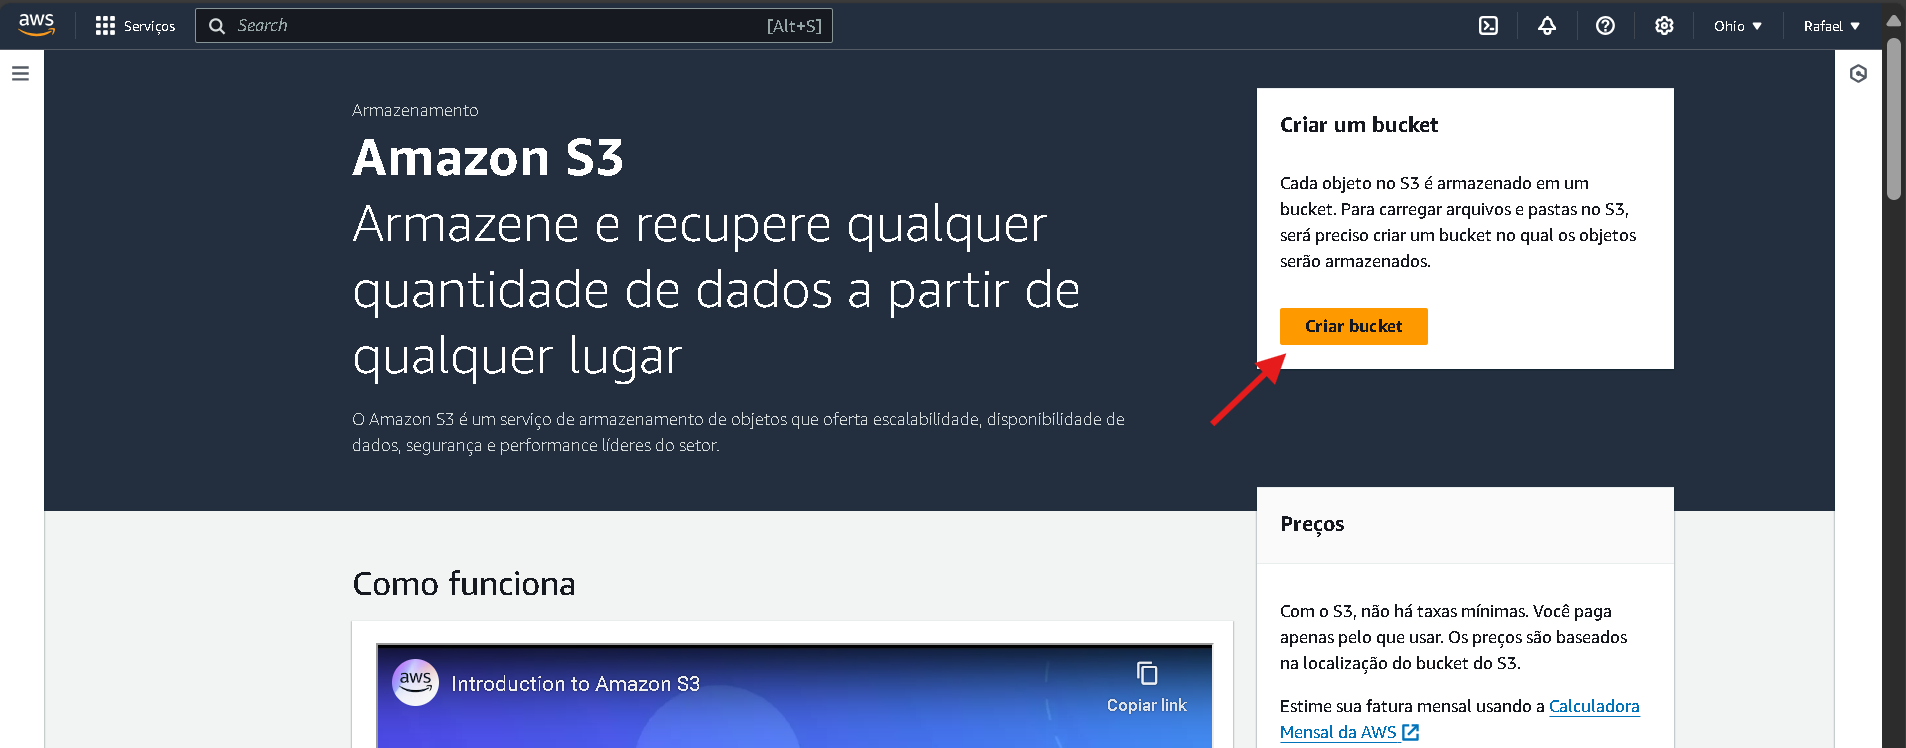 aws
Serviços
Search
[Alt+S]
Ohio
Rafael
Armazenamento
Amazon S3
Armazene e recupere qualquer
quantidade de dados a partir de
qualquer lugar
O Amazon S3 é um serviço de armazenamento de objetos que oferta escalabilidade, disponibilidade de
dados, segurança e performance líderes do setor.
Criar um bucket
Cada objeto no S3 é armazenado em um
bucket. Para carregar arquivos e pastas no S3,
será preciso criar um bucket no qual os objetos
serão armazenados.
Criar bucket
Como funciona
aws
Introduction to Amazon S3
Copiar link
Preços
Com o S3, não há taxas mínimas. Você paga
apenas pelo que usar. Os preços são baseados
na localização do bucket do S3.
Estime sua fatura mensal usando a Calculadora
Mensal da AWS